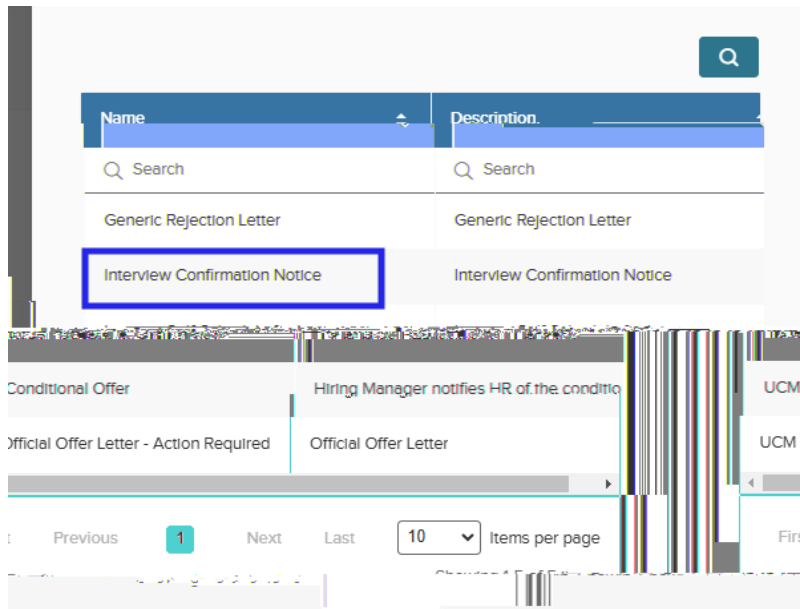 Name Description
Search Search
Generic Rejection Letter Generic Rejection Letter
Interview Confirmation Notice Interview Confirmation Notice
Conditional Offer Hiring Manager notifies HR of the UCM
Official Offer Letter - Action Required Official Offer Letter UCM
Previous 1 Next Last 10 Items per page